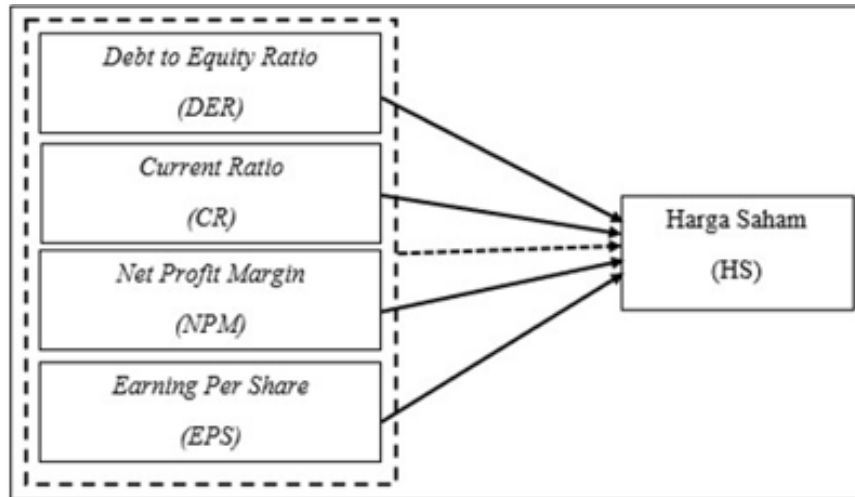 Debt to Equity Ratio
(DER)
Current Ratio
(CR)
Net Profit Margin
(NPM)
Earning Per Share
(EPS)
Harga Saham
(HS)